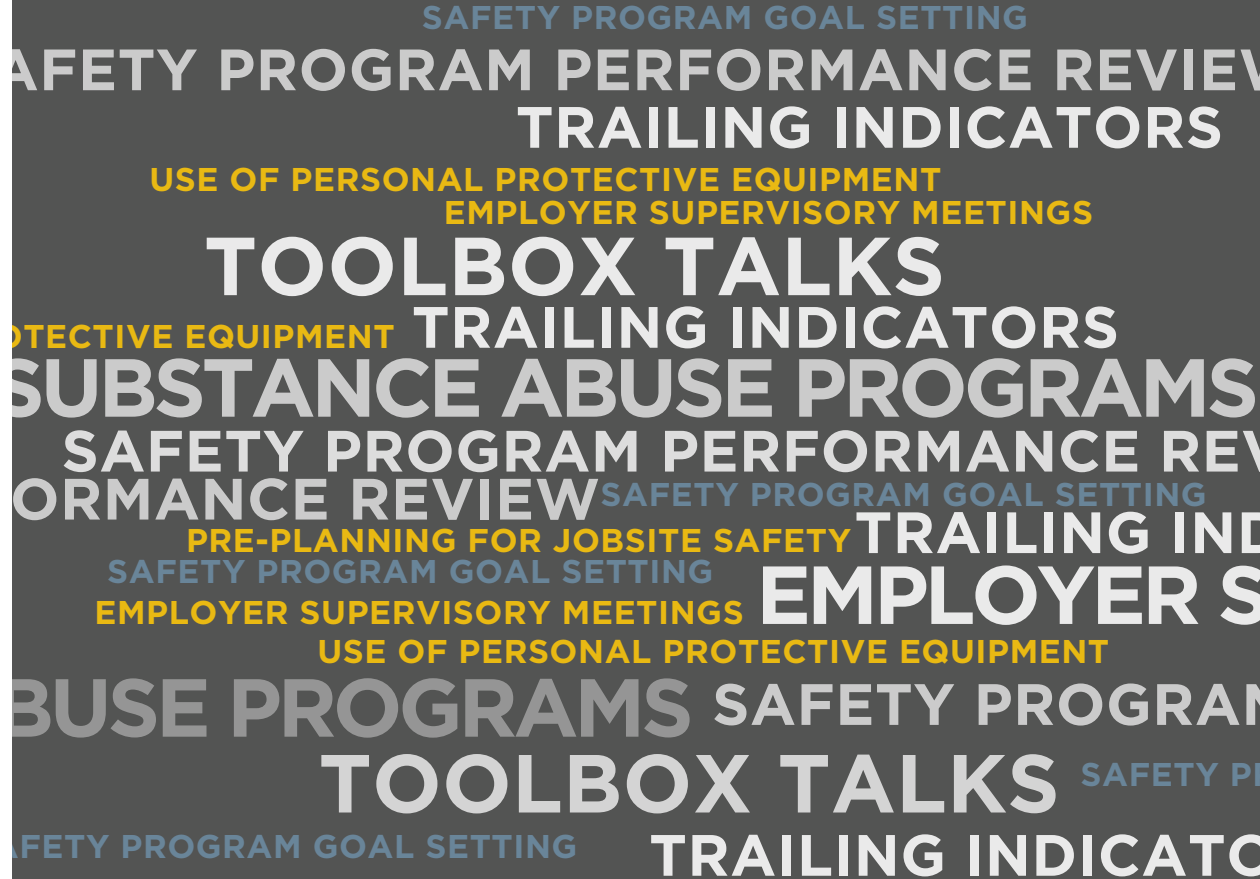 SAFETY PROGRAM GOAL SETTING
AFETY PROGRAM PERFORMANCE REVIEW
TRAILING INDICATORS
USE OF PERSONAL PROTECTIVE EQUIPMENT
EMPLOYER SUPERVISORY MEETINGS
TOOLBOX TALKS
OTECTIVE EQUIPMENT TRAILING INDICATORS
SUBSTANCE ABUSE PROGRAMS
SAFETY PROGRAM PERFORMANCE REV
ORMANCE REVIEW SAFETY PROGRAM GOAL SETTING
PRE-PLANNING FOR JOBSITE SAFETY TRAILING IND
SAFETY PROGRAM GOAL SETTING
EMPLOYER SUPERVISORY MEETINGS EMPLOYER S
USE OF PERSONAL PROTECTIVE EQUIPMENT
BUSE PROGRAMS SAFETY PROGRAM
TOOLBOX TALKS SAFETY PR
AFETY PROGRAM GOAL SETTING TRAILING INDICATO